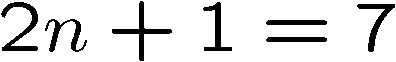 2n + 1 = 7